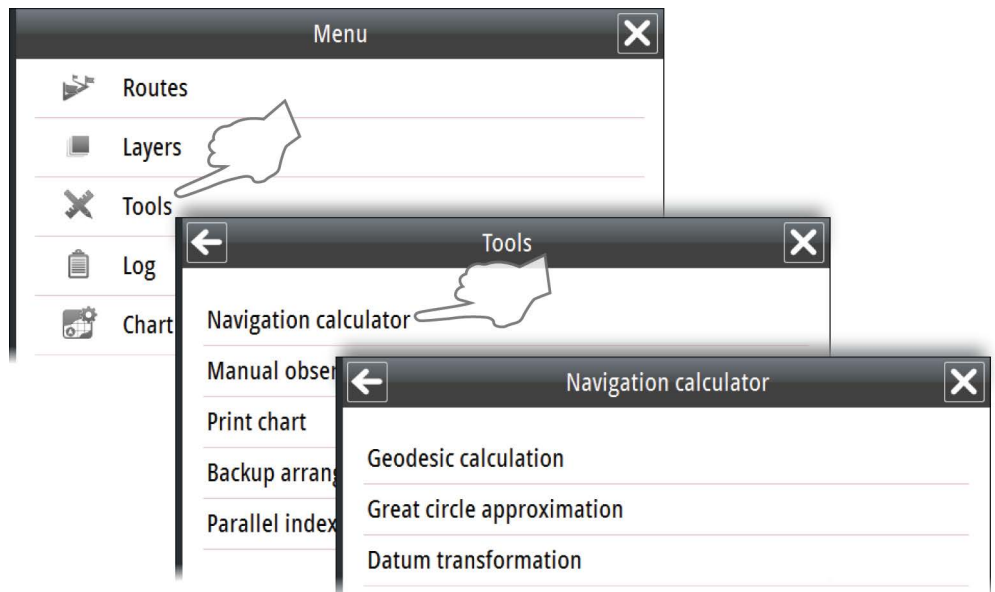 Menu
Routes
Layers
Tools
Log
Chart
Tools
Navigation calculator
Manual obser
Print chart
Backup arrang
Parallel index
Navigation calculator
Geodesic calculation
Great circle approximation
Datum transformation